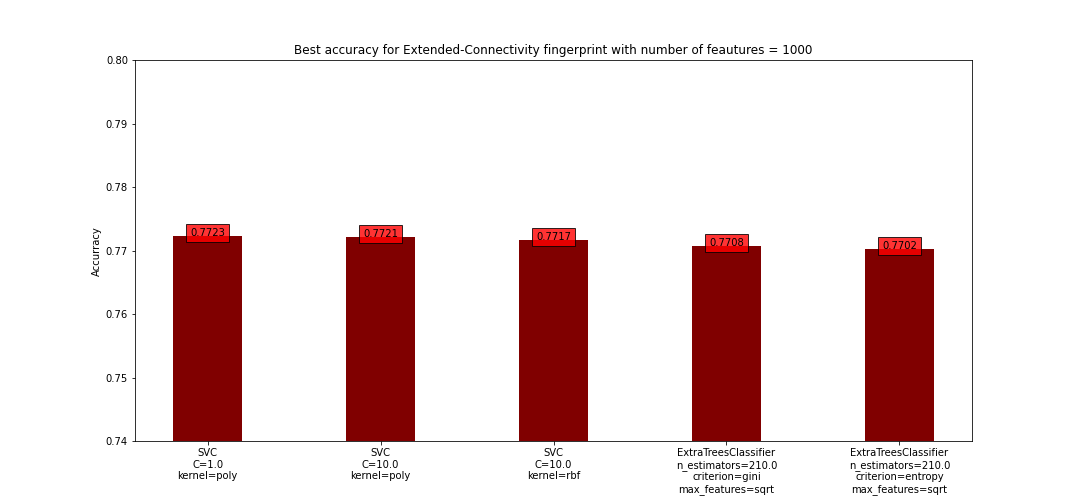 Best accuracy for Extended-Connectivity fingerprint with number of feautures = 1000
0.80
0.79
0.78
0.77
0.76
0.75
0.74
Accurracy
0.7723
0.7721
0.7717
0.7708
0.7702
SVC
C=1.0
kernel=poly
SVC
C=10.0
kernel=poly
SVC
C=10.0
kernel=rbf
ExtraTreesClassifier
n_estimators=210.0
criterion=gini
max_features=sqrt
ExtraTreesClassifier
n_estimators=210.0
criterion=entropy
max_features=sqrt